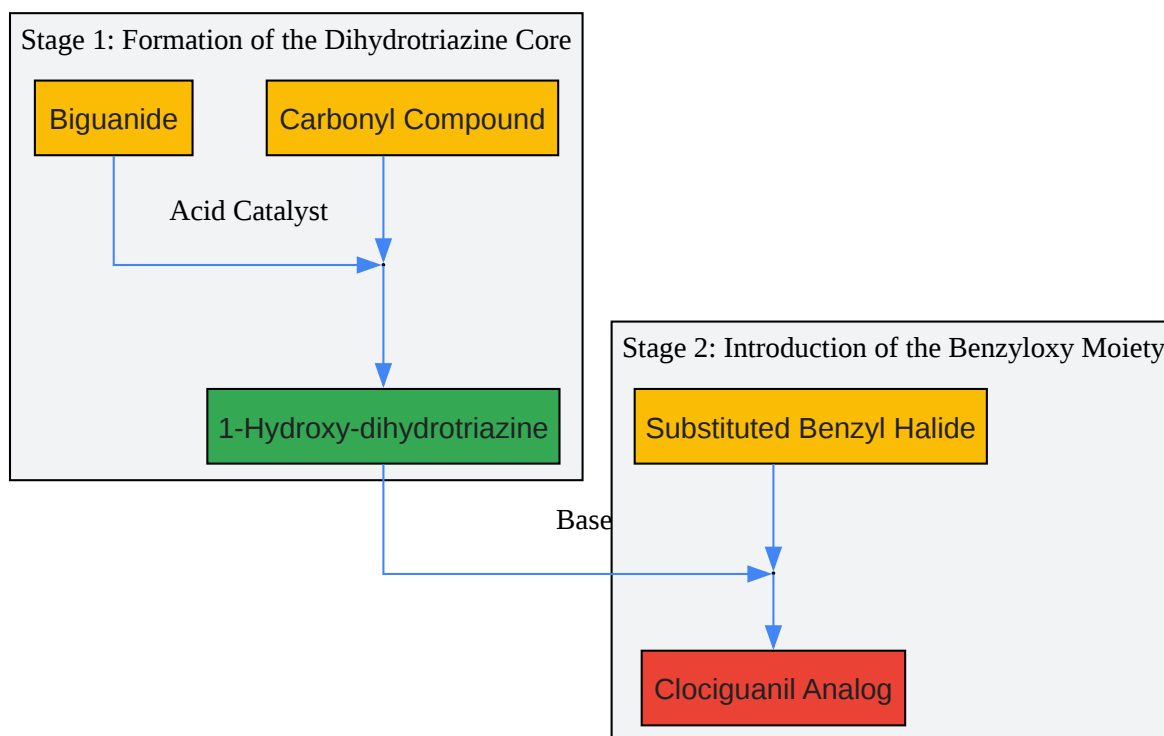 Stage 1: Formation of the Dihydrotriazine Core
Biguanide
Carbonyl Compound
Acid Catalyst
1-Hydroxy-dihydrotriazine
Stage 2: Introduction of the Benzyloxy Moiety
Substituted Benzyl Halide
Base
Clociguanil Analog